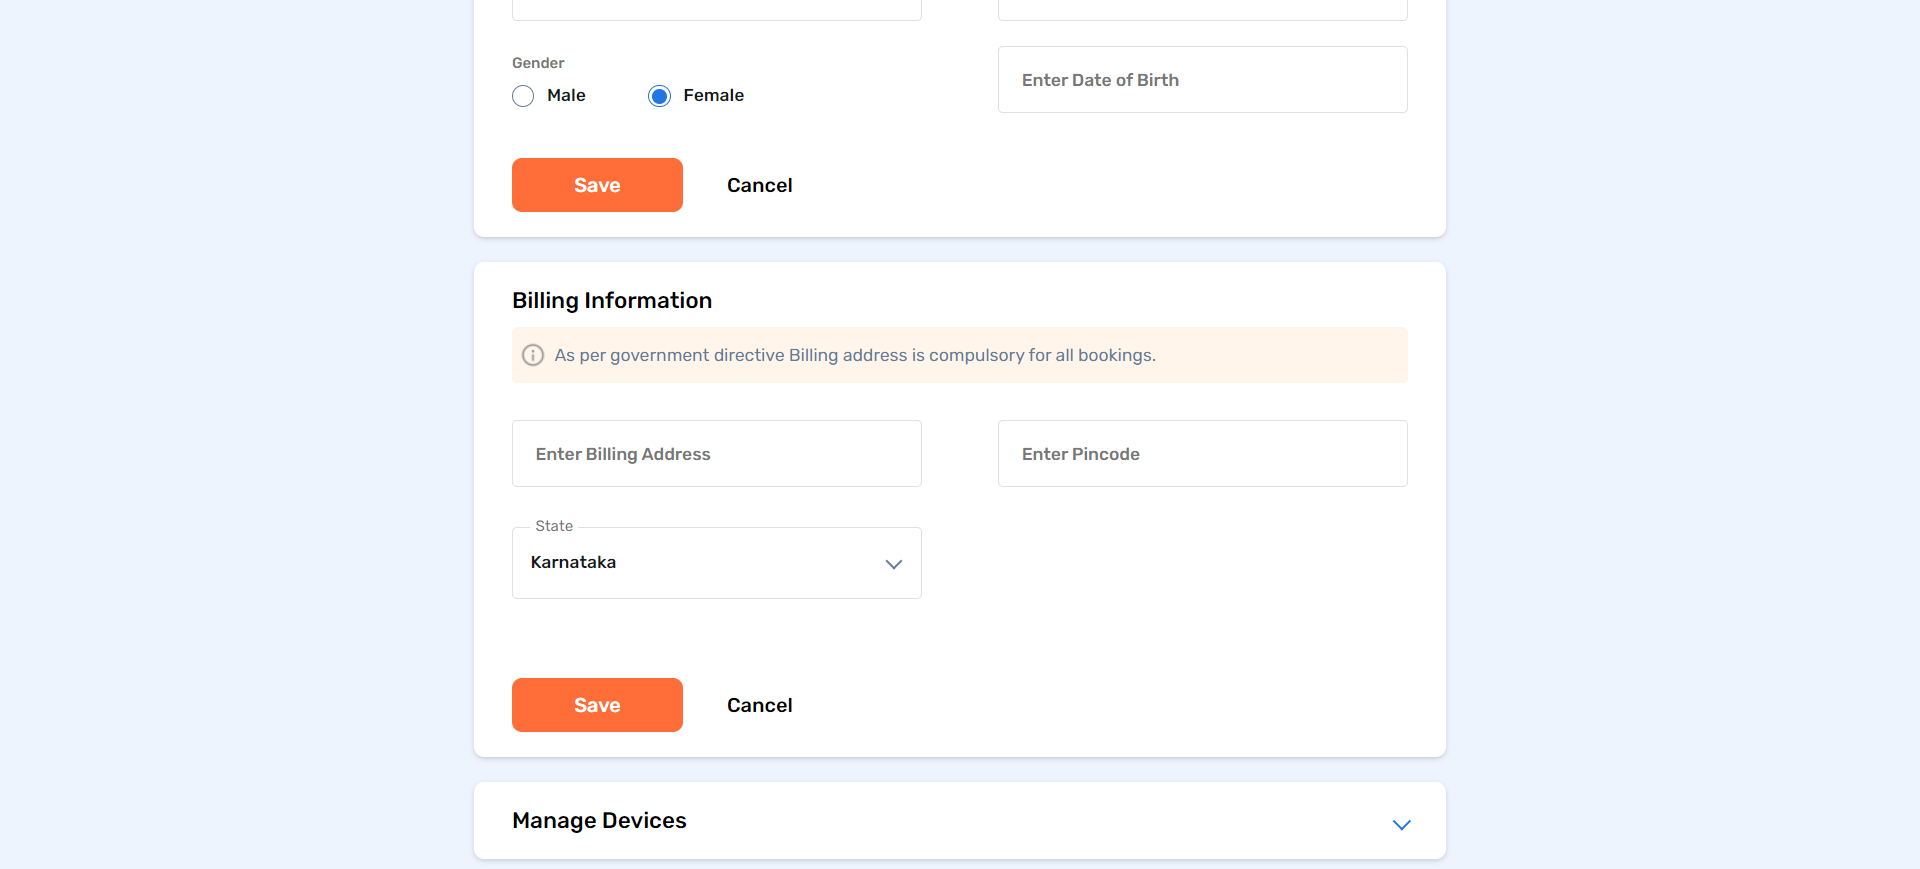 Gender
Male Female
Enter Date of Birth
Save Cancel
Billing Information
As per government directive Billing address is compulsory for all bookings.
Enter Billing Address Enter Pincode
State
Karnataka
Save Cancel
Manage Devices